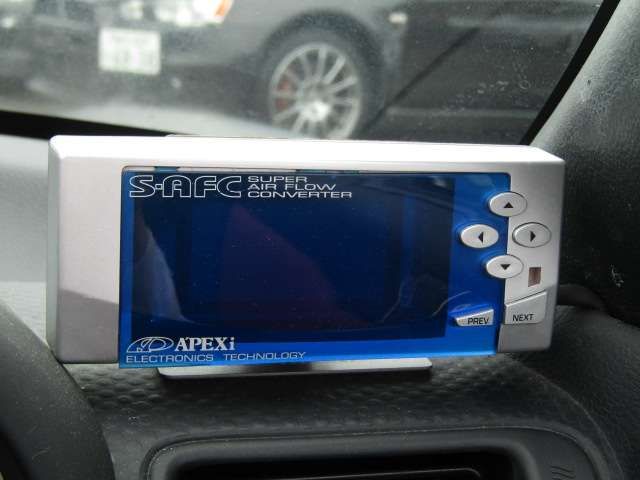 S-AFC SUPER
AIR FLOW
CONVERTER
PREV
NEXT
APEXi
ELECTRONICS TECHNOLOGY